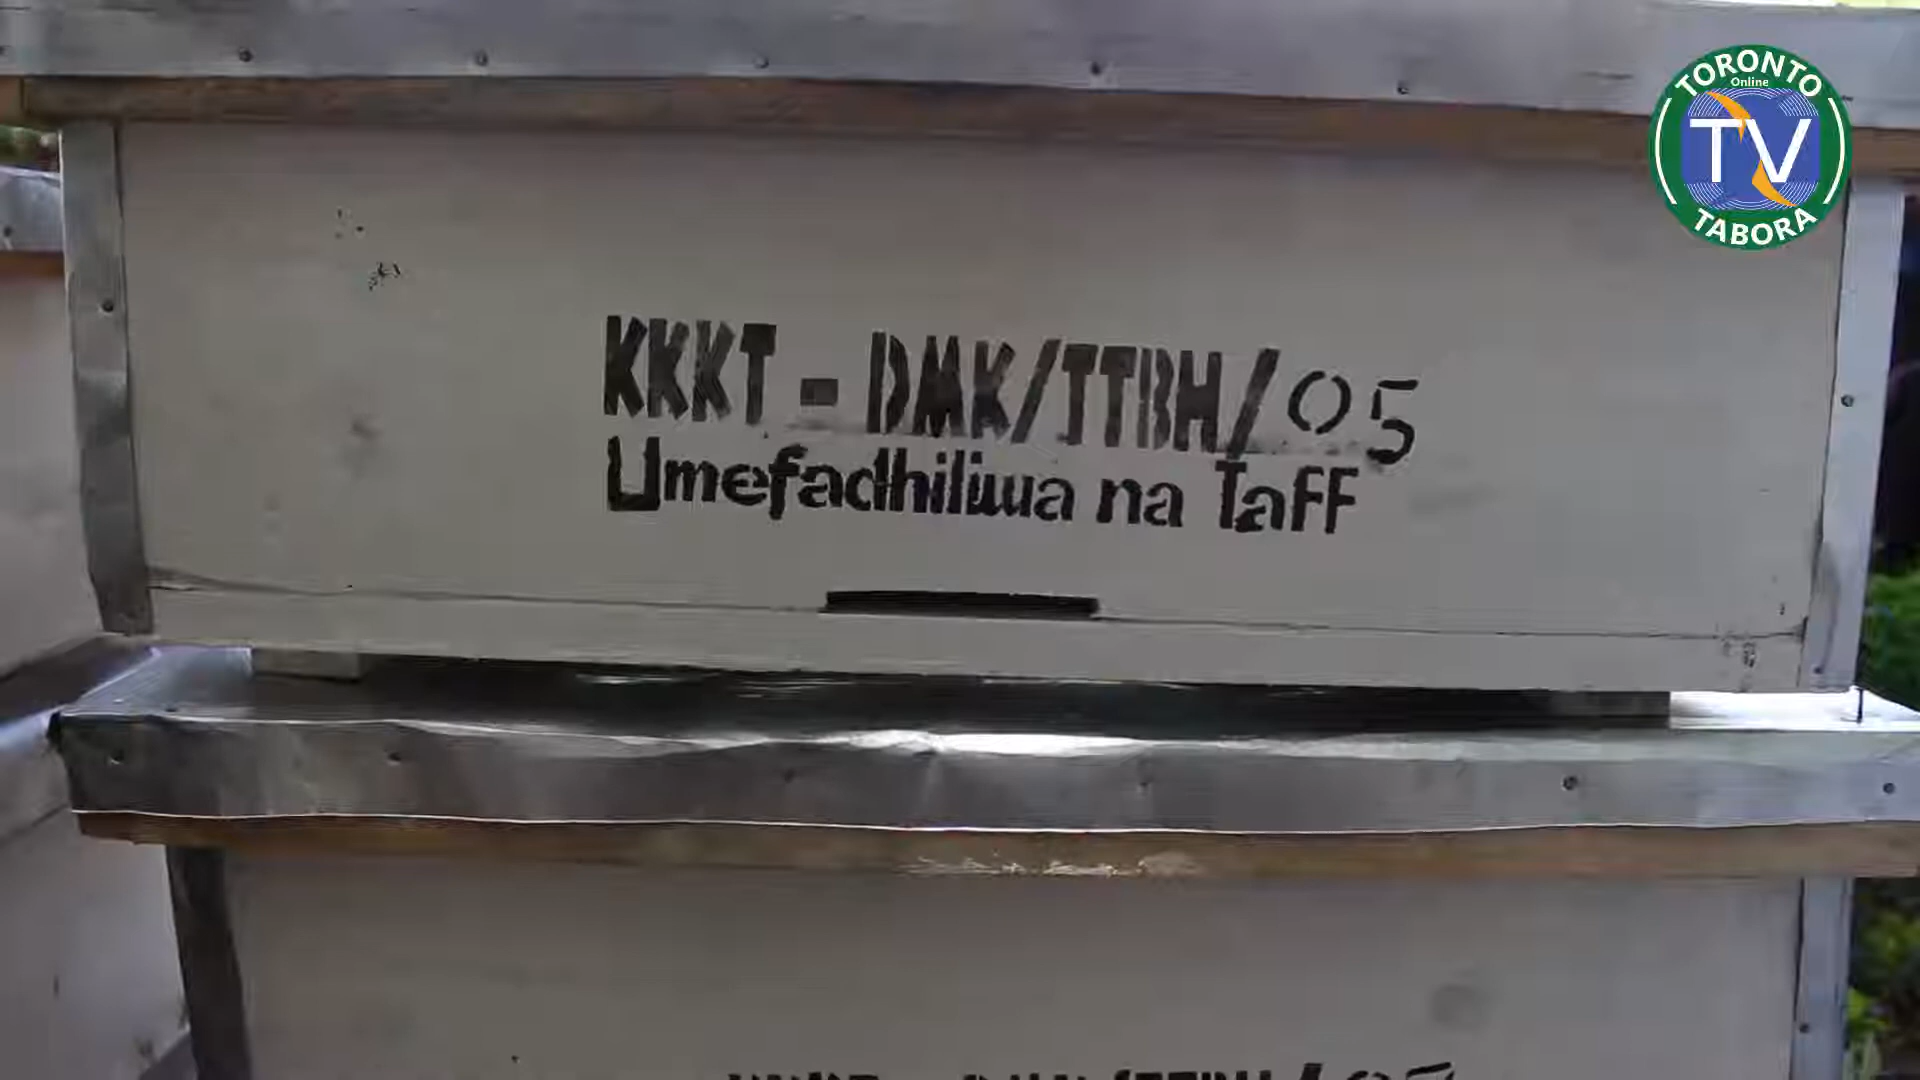 TORONTO
Online
TV
TABORA
KKKT - DMK/TTBH/05
Umefadhiliwa na TaFF